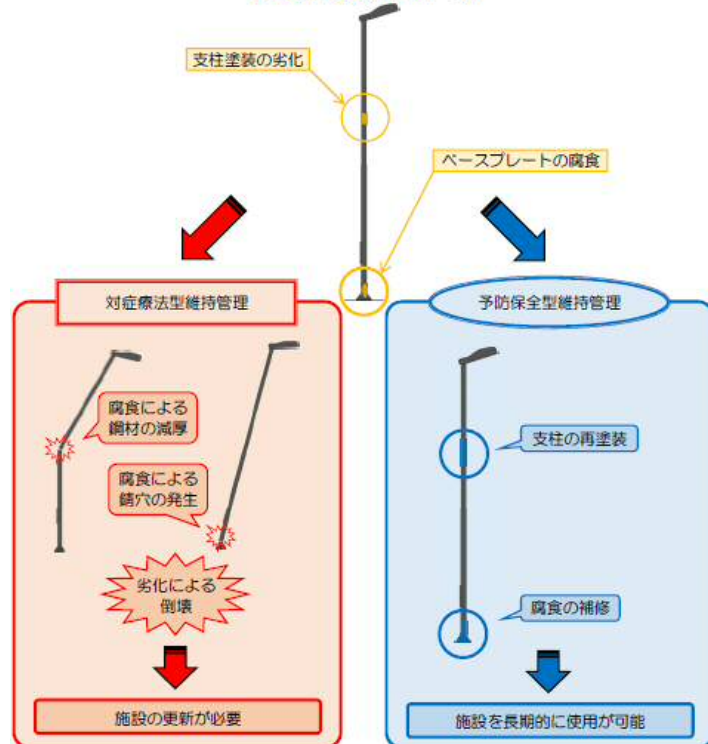 支柱塗装の劣化
ベースプレートの腐食
対症療法型維持管理
予防保全型維持管理
腐食による
鋼材の減厚
腐食による
錆穴の発生
劣化による
倒壊
支柱の再塗装
腐食の補修
施設の更新が必要
施設を長期的に使用が可能